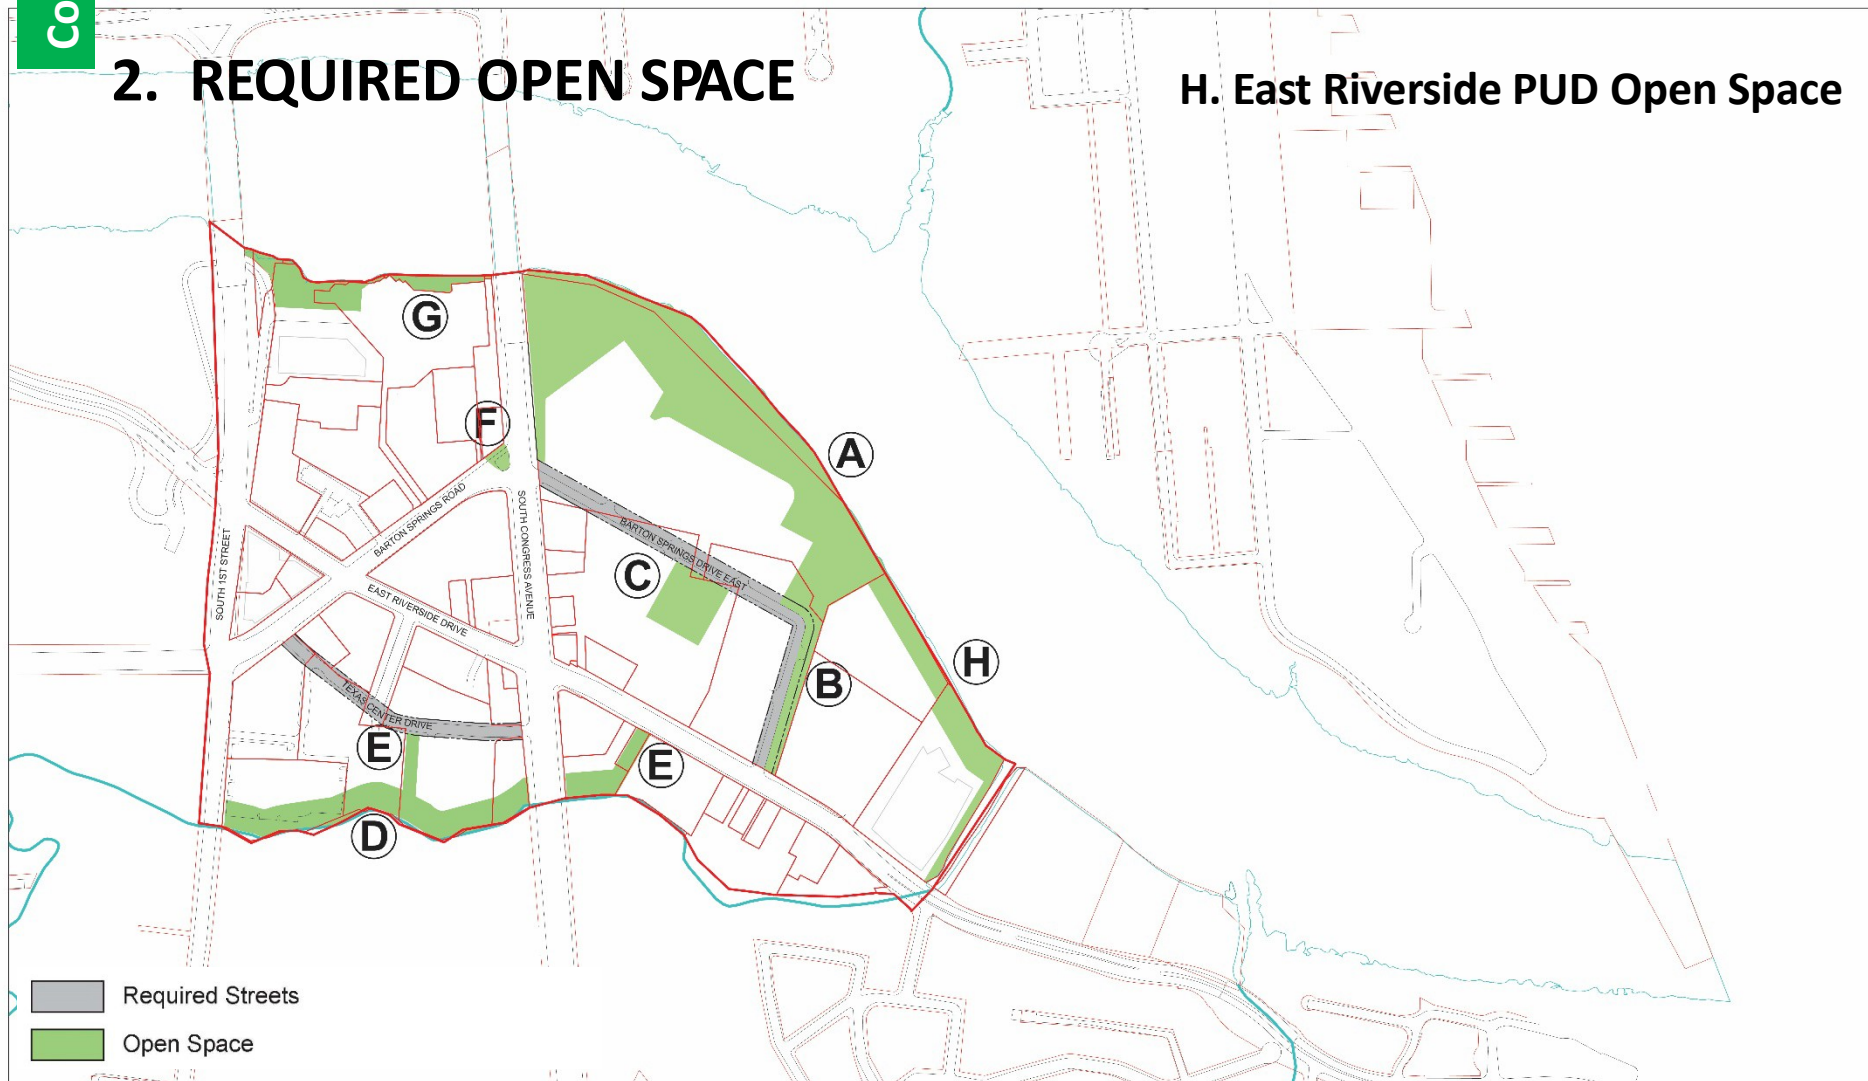 Co
2. REQUIRED OPEN SPACE
H. East Riverside PUD Open Space
G
F
A
BARTON SPRINGS ROAD
SOUTH CONGRESS AVENUE
BARTON SPRINGS DRIVE EAST
SOUTH 1ST STREET
C
EAST RIVERSIDE DRIVE
H
B
TEXAS CENTER DRIVE
E
E
D
Required Streets
Open Space